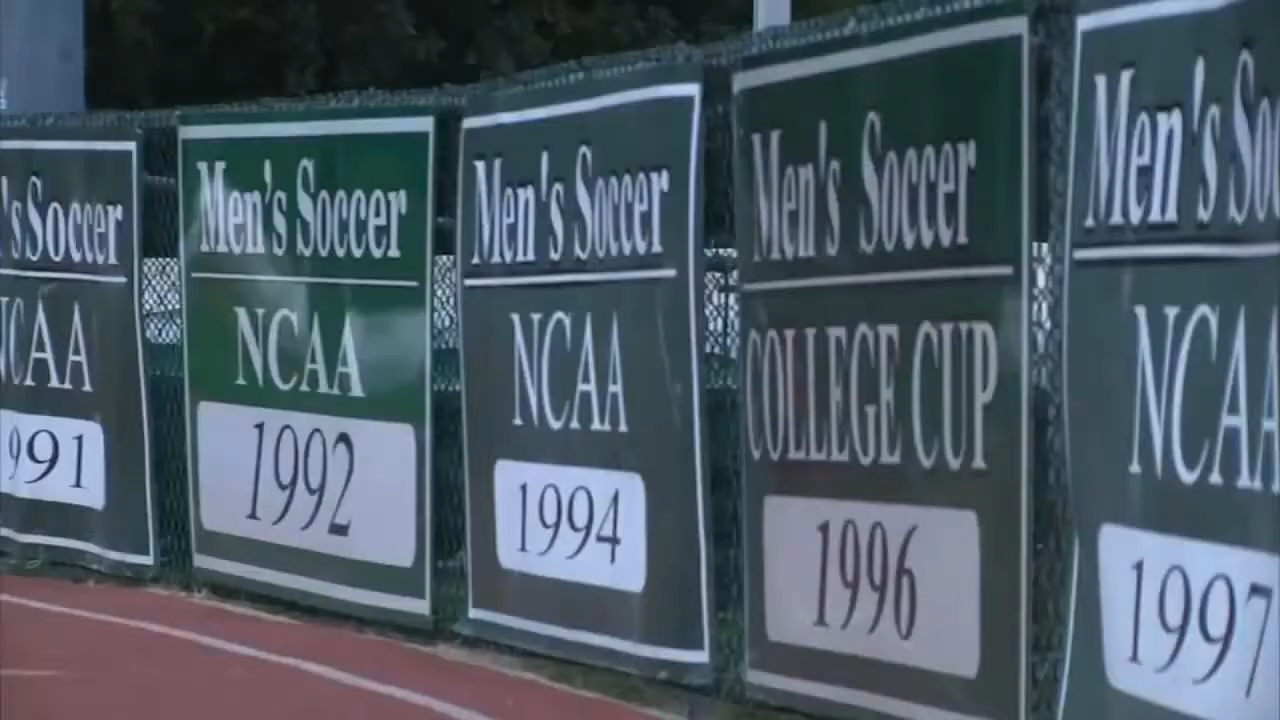 's Soccer
NCAA
991
Men's Soccer
NCAA
1992
Men's Soccer
NCAA
1994
Men's Soccer
COLLEGE CUP
1996
Men's So
NCAA
1997